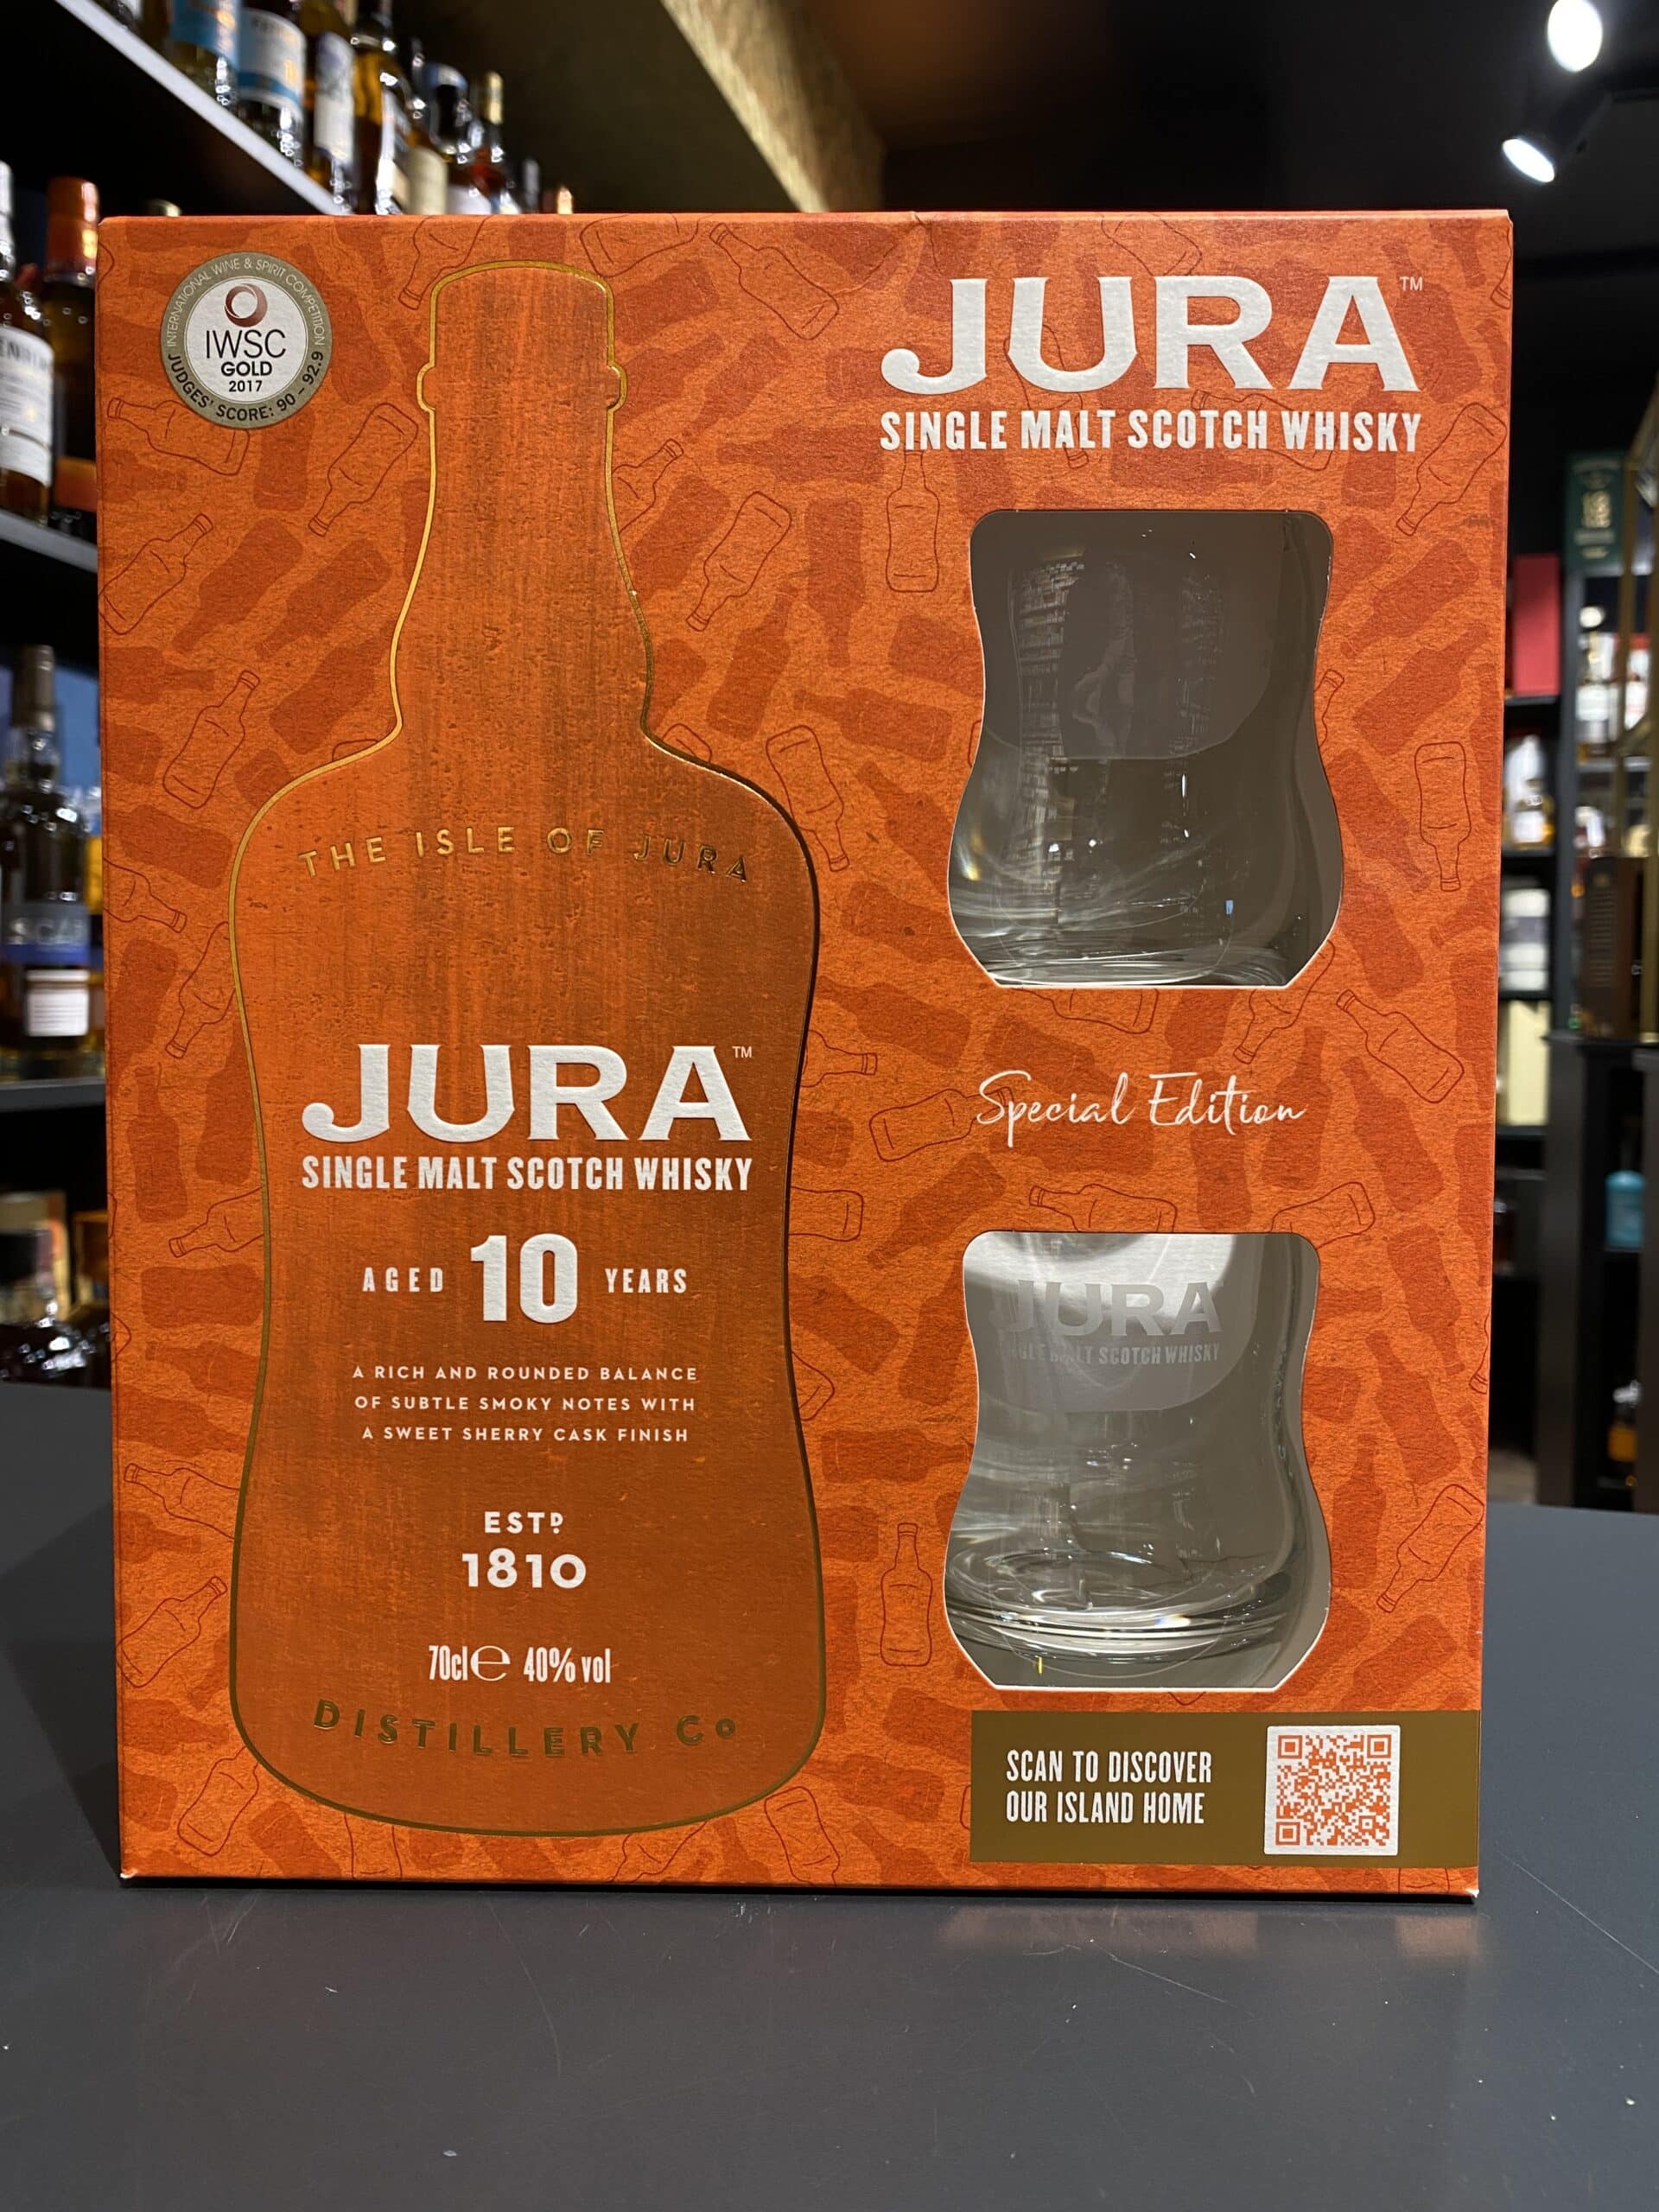 INTERNATIONAL WINE & SPIRIT COMPETITION
IWSC
GOLD
2017
JUDGES' SCORE: 90 – 92.9
JURA™
SINGLE MALT SCOTCH WHISKY
THE ISLE OF JURA
JURA™
SINGLE MALT SCOTCH WHISKY
AGED 10 YEARS
A RICH AND ROUNDED BALANCE
OF SUBTLE SMOKY NOTES WITH
A SWEET SHERRY CASK FINISH
ESTD
1810
70cl℮ 40% vol
DISTILLERY Co
Special Edition
JURA
SCOTCH WHISKY
SCAN TO DISCOVER
OUR ISLAND HOME